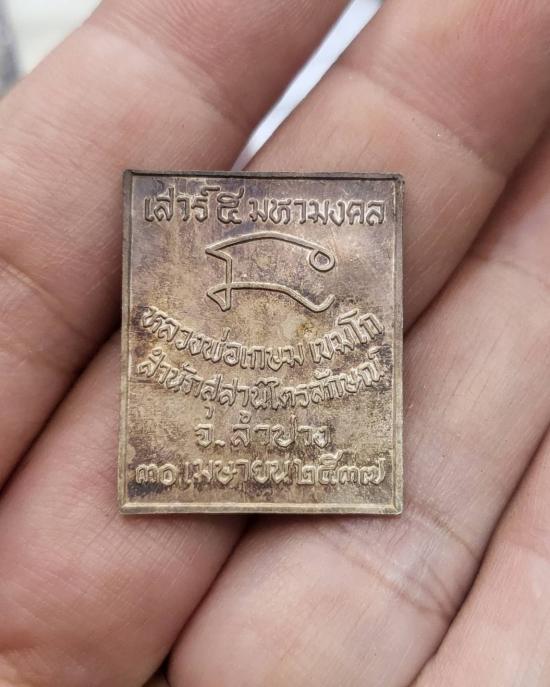 เสาร์ ๕ มหามงคล
หลวงพ่อเกษม เขมโก
สำนักสุสานไตรลักษณ์
จ. ลำปาง
๓๐ เมษายน ๒๕๓๗